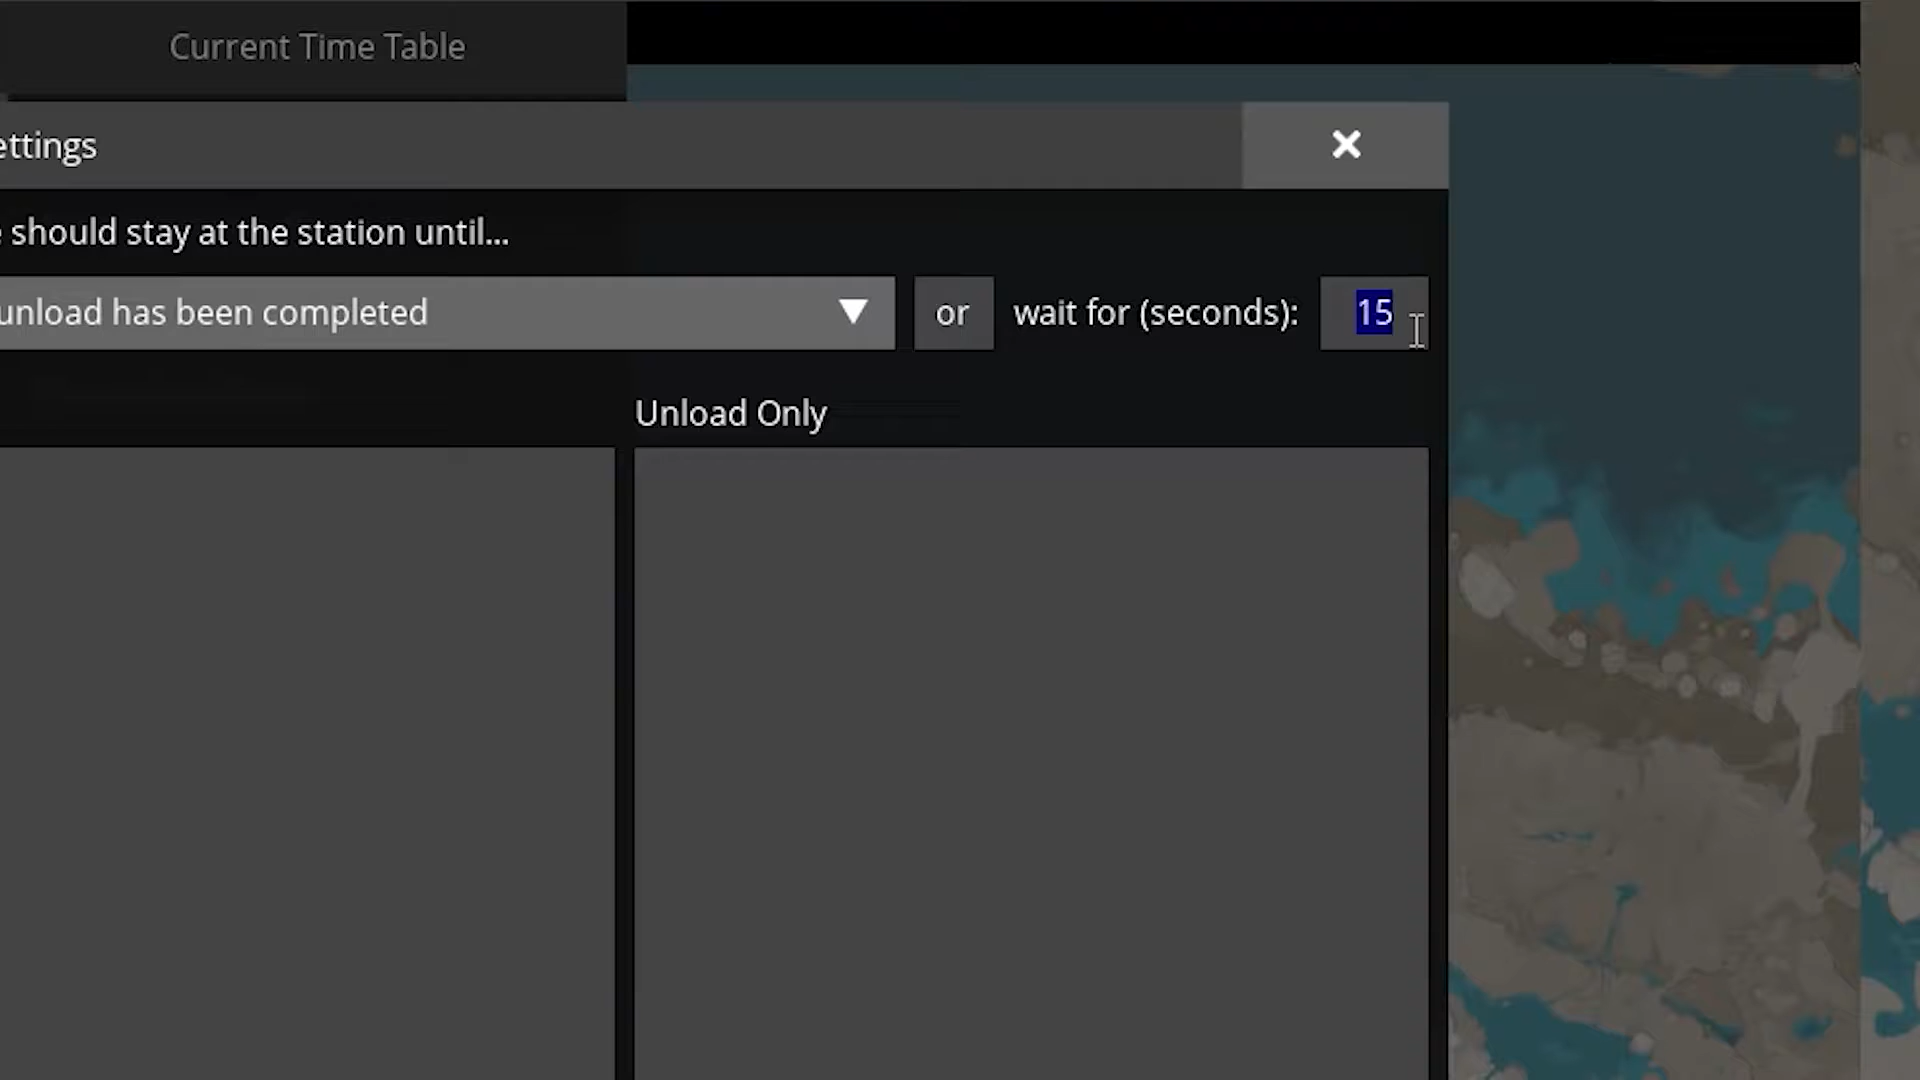 Current Time Table
ettings
should stay at the station until...
unload has been completed
or
wait for (seconds):
15
Unload Only